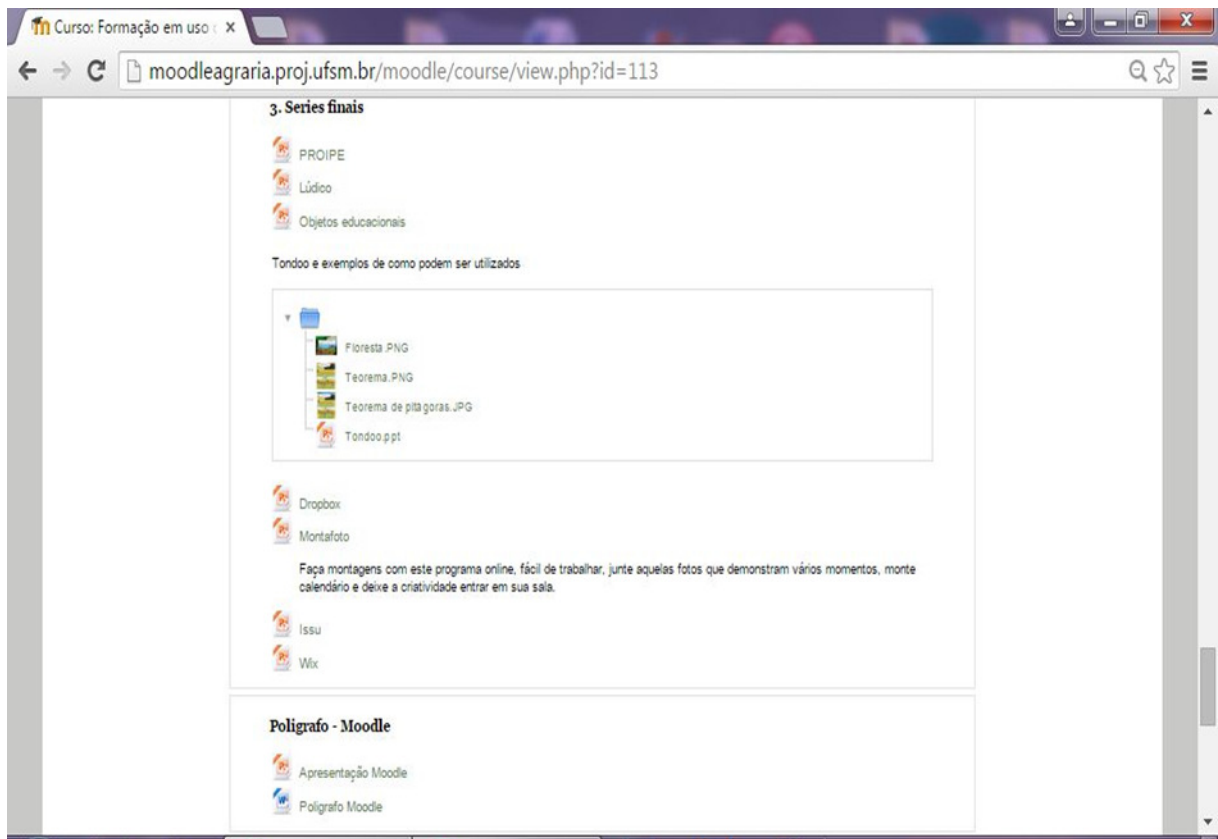 Curso: Formação em uso
moodleagraria.proj.ufsm.br/moodle/course/view.php?id=113
3. Series finais
PROIPE
Lúdico
Objetos educacionais
Tondoo e exemplos de como podem ser utilizados
Floresta.PNG
Teorema.PNG
Teorema de pitágoras.JPG
Tondoo.ppt
Dropbox
Montafoto
Faça montagens com este programa online, fácil de trabalhar, junte aquelas fotos que demonstram vários momentos, monte
calendário e deixe a criatividade entrar em sua sala.
Issu
Wix
Poligrafo - Moodle
Apresentação Moodle
Poligrafo Moodle